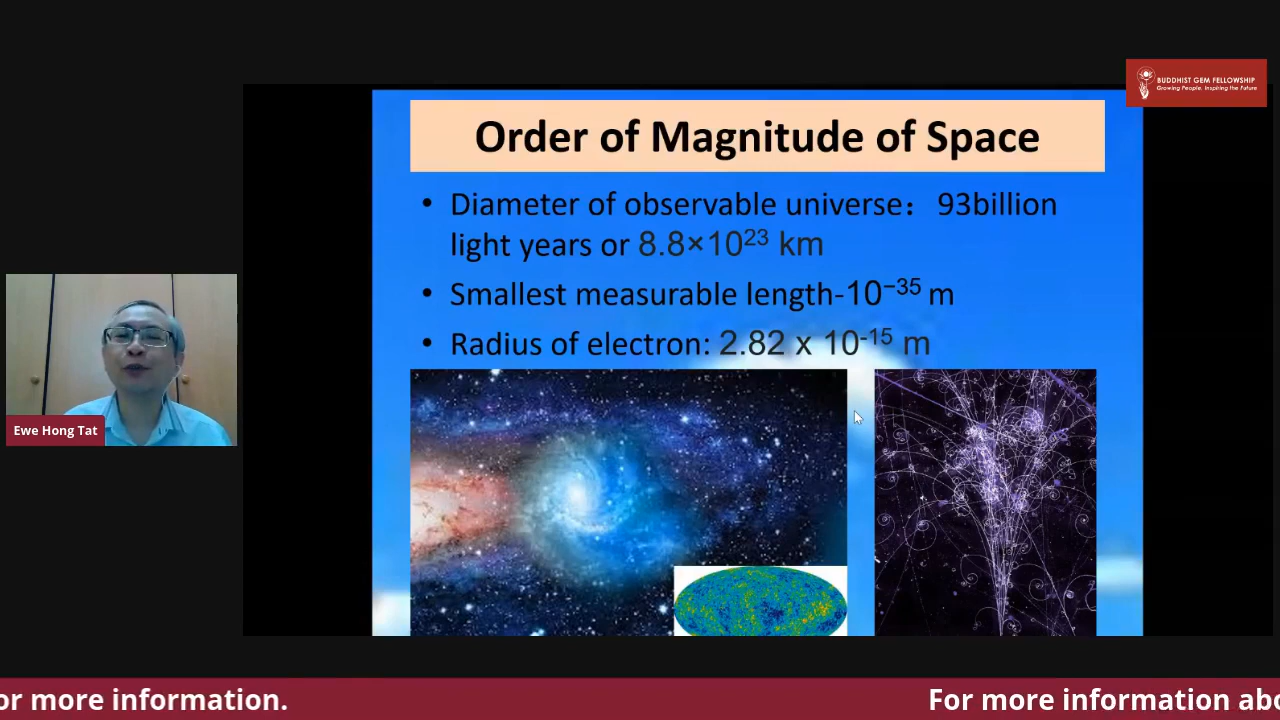 BUDDHIST GEM FELLOWSHIP
Growing People. Inspiring the Future
Order of Magnitude of Space
• Diameter of observable universe： 93billion
light years or 8.8×10²³ km
• Smallest measurable length-10⁻³⁵ m
• Radius of electron: 2.82 x 10⁻¹⁵ m
Ewe Hong Tat
or more information.
For more information abo